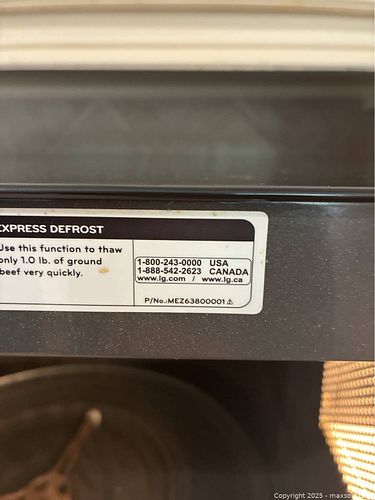 EXPRESS DEFROST
Use this function to thaw
only 1.0 lb. of ground
beef very quickly.
1-800-243-0000 USA
1-888-542-2623 CANADA
www.lg.com / www.lg.ca
P/No.:MEZ63800001
Copyright 2025 - maxso